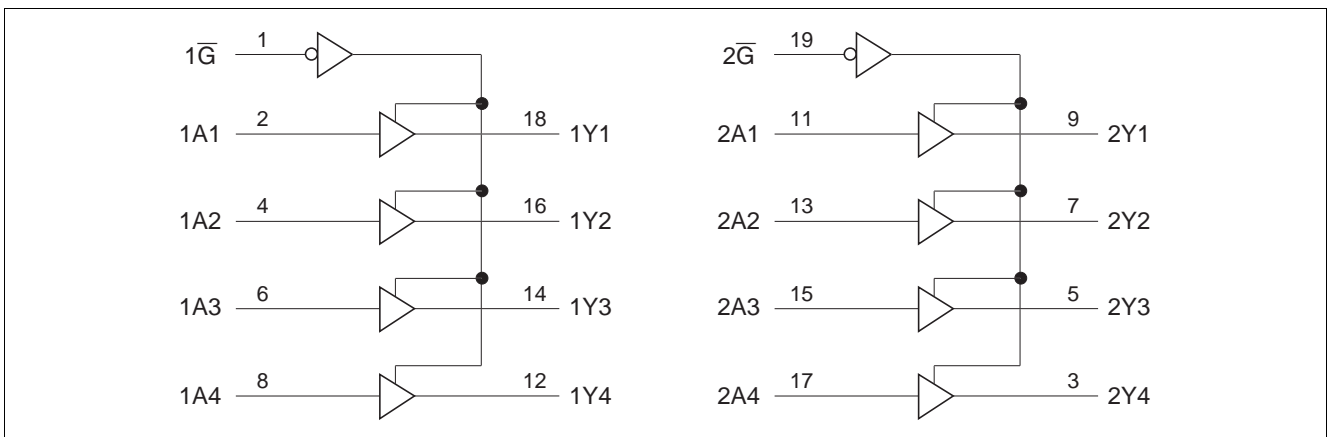 1G̅ 1 2G̅ 19
1A1 2 18 1Y1 2A1 11 9 2Y1
1A2 4 16 1Y2 2A2 13 7 2Y2
1A3 6 14 1Y3 2A3 15 5 2Y3
1A4 8 12 1Y4 2A4 17 3 2Y4